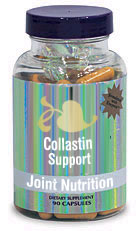 Collastin
Support
Joint Nutrition
DIETARY SUPPLEMENT
90 CAPSULES